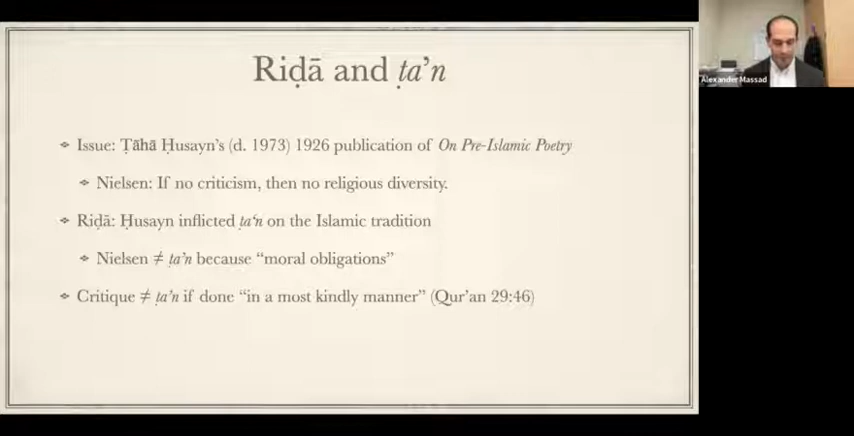 Riḍā and ṭa’n
Issue: Ṭāhā Ḥusayn’s (d. 1973) 1926 publication of On Pre-Islamic Poetry
Nielsen: If no criticism, then no religious diversity.
Riḍā: Ḥusayn inflicted ṭa‘n on the Islamic tradition
Nielsen ≠ ṭa’n because “moral obligations”
Critique ≠ ṭa’n if done “in a most kindly manner” (Qur’an 29:46)
Alexander Massad